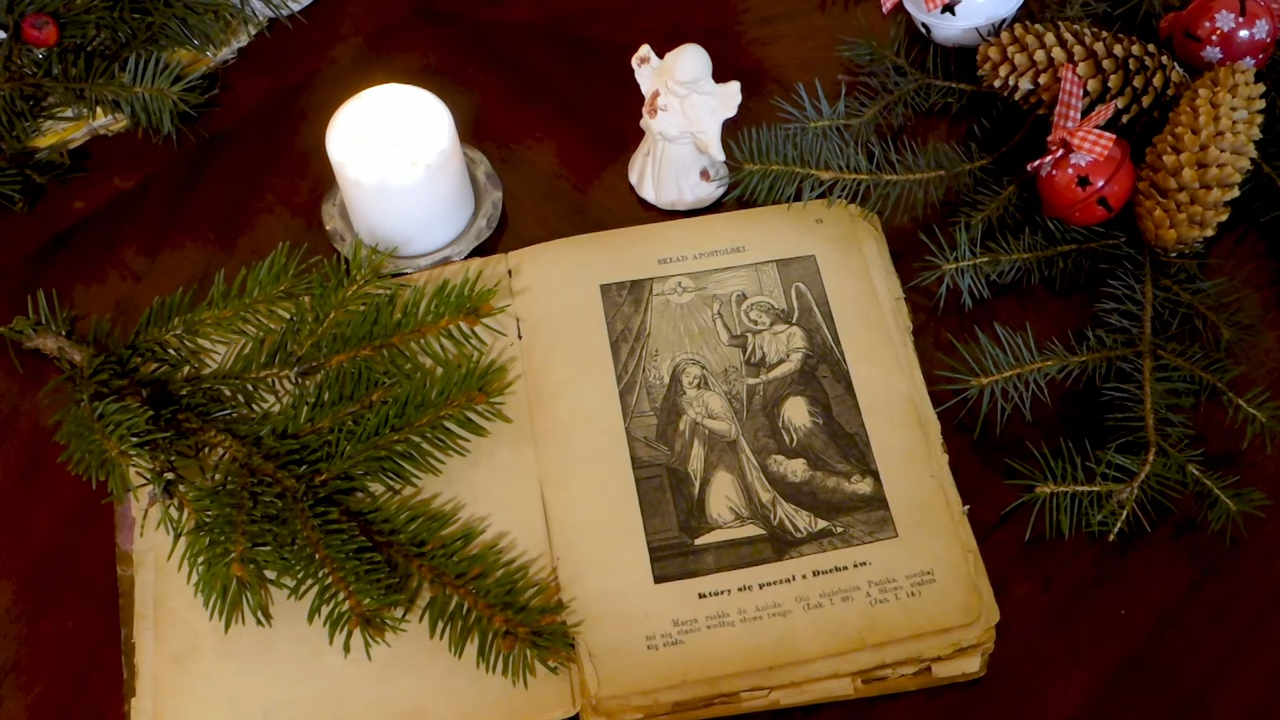 73
SKŁAD APOSTOLSKI.
Który się począł z Ducha św.
Marya rzekła do Anioła: Oto służebnica Pańska, niechaj
mi się stanie według słowa twego. (Łuk. I. 38). A Słowo ciałem
się stało. (Jan. I. 14.)